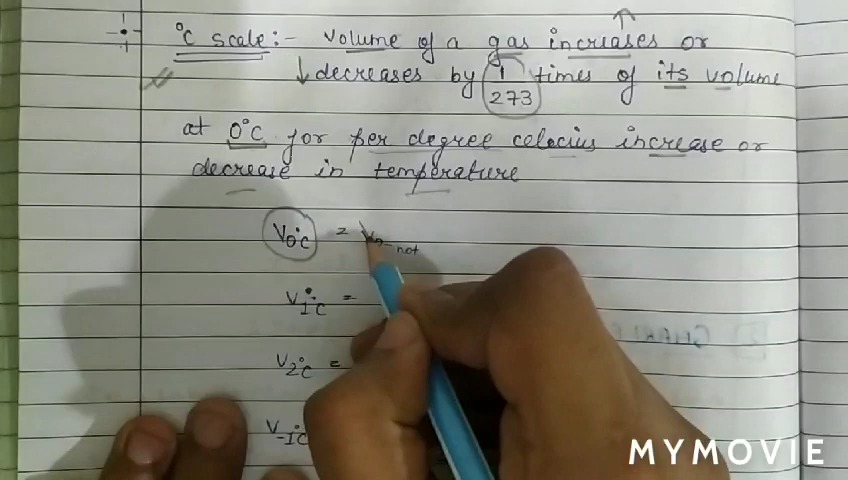 °C scale:- Volume of a gas increases or
decreases by 1/273 times of its volume
at 0°C for per degree celocius increase or
decrease in temperature
V0°C = V0 not
V1°C =
V2°C =
V-1°C
MYMOVIE